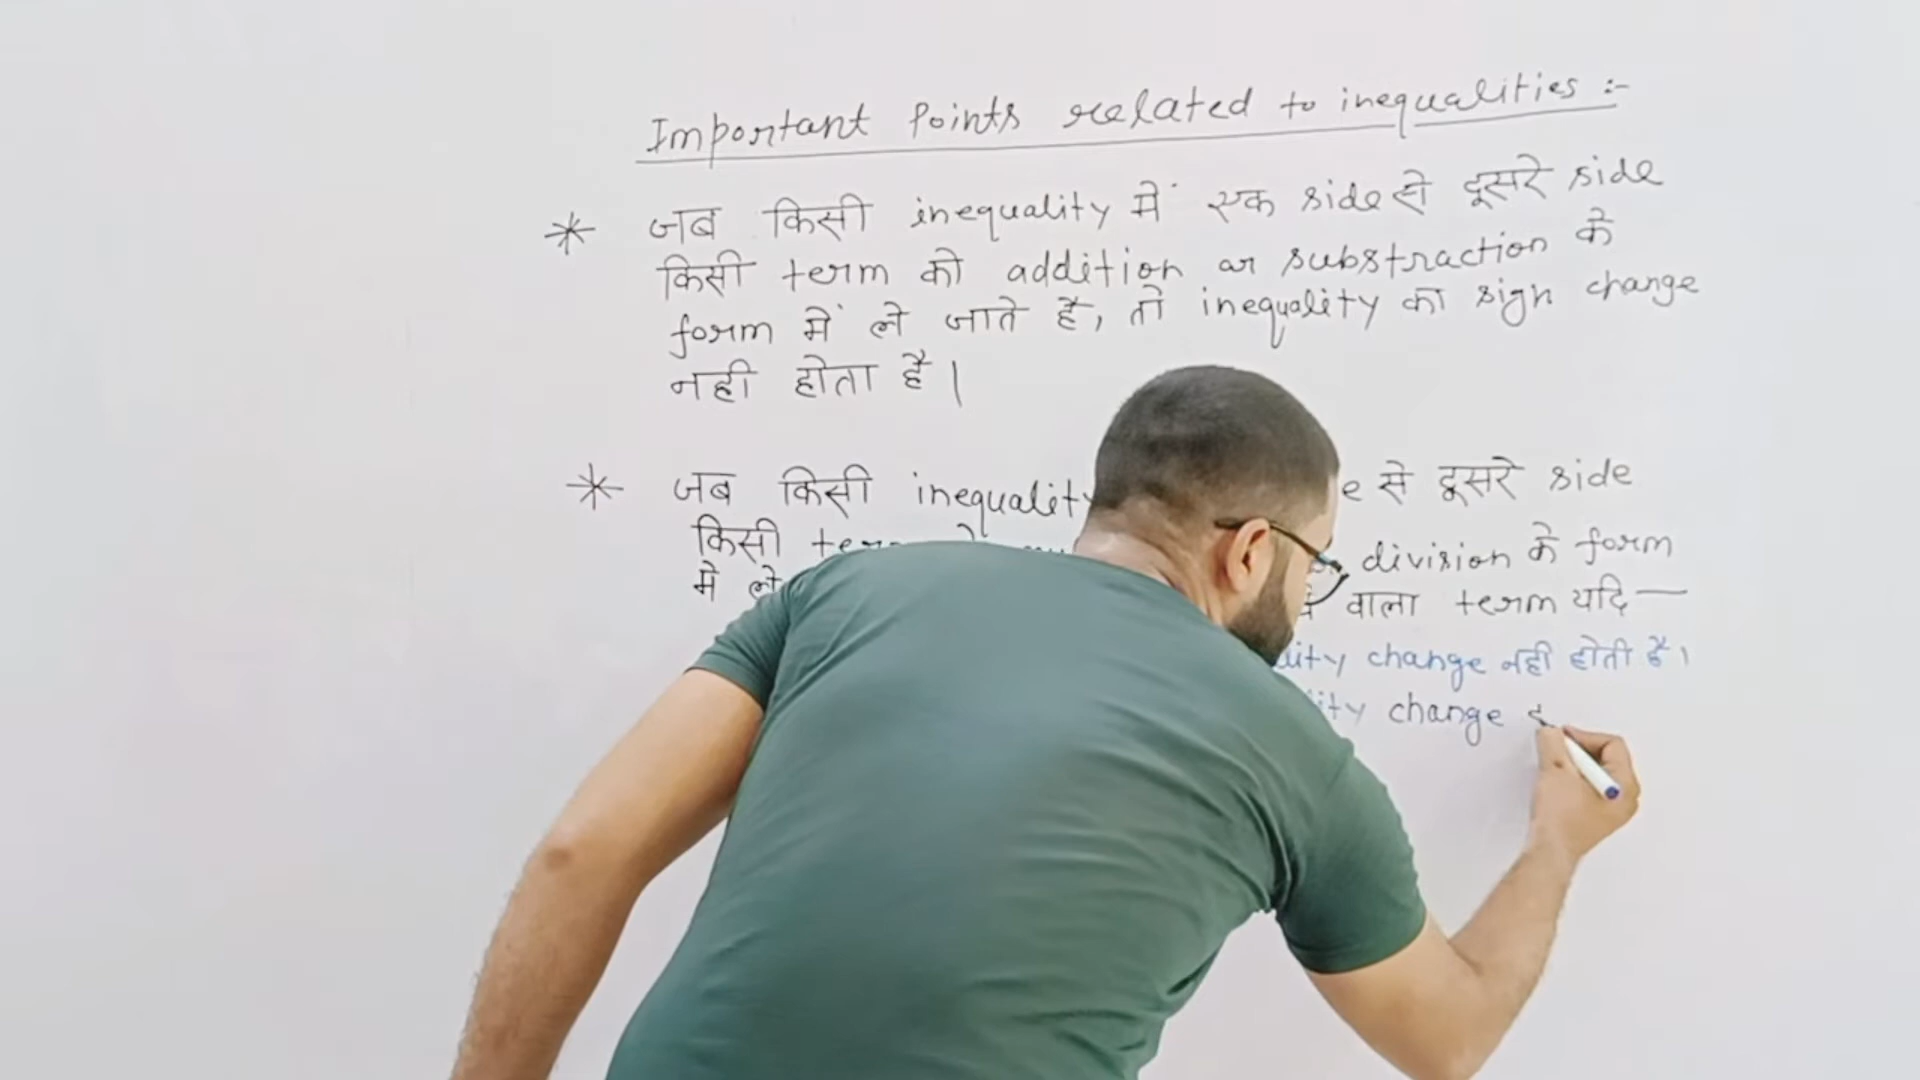 Important Points related to inequalities :-
* जब किसी inequality में एक side से दूसरे side
किसी term को addition or substraction के
form में ले जाते है, तो inequality का sign change
नही होता है।
* जब किसी inequality से दूसरे side
किसी division के form
मे ले वाला term यदि —
change नही होती है।
change